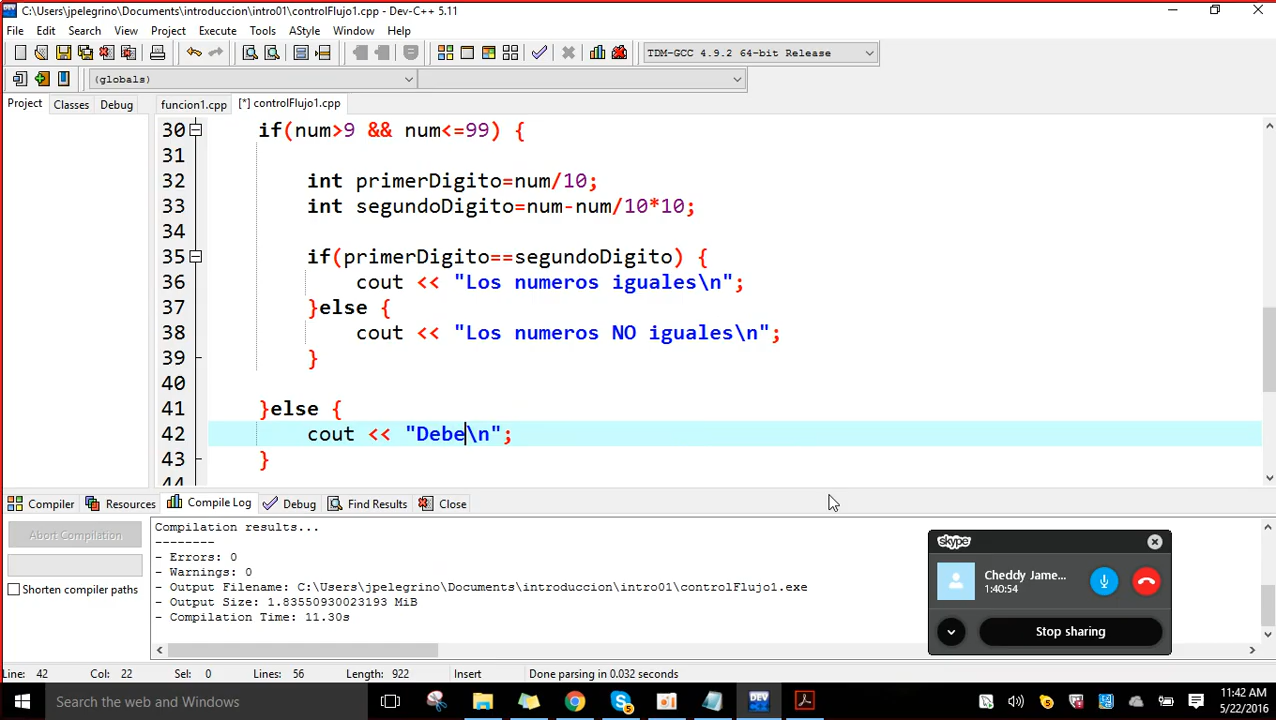 C:\Users\jpelegrino\Documents\introduccion\intro01\controlFlujo1.cpp - Dev-C++ 5.11
File Edit Search View Project Execute Tools AStyle Window Help
TDM-GCC 4.9.2 64-bit Release
(globals)
Project Classes Debug funcion1.cpp [*] controlFlujo1.cpp
30 if(num>9 && num<=99) {
31
32 int primerDigito=num/10;
33 int segundoDigito=num-num/10*10;
34
35 if(primerDigito==segundoDigito) {
36 cout << "Los numeros iguales\n";
37 }else {
38 cout << "Los numeros NO iguales\n";
39 }
40
41 }else {
42 cout << "Debe\n";
43 }
44
Compiler Resources Compile Log Debug Find Results Close
Abort Compilation
Shorten compiler paths
Compilation results...
--------
- Errors: 0
- Warnings: 0
- Output Filename: C:\Users\jpelegrino\Documents\introduccion\intro01\controlFlujo1.exe
- Output Size: 1.83550930023193 MiB
- Compilation Time: 11.30s
skype
Cheddy Jame...
1:40:54
Stop sharing
Line: 42 Col: 22 Sel: 0 Lines: 56 Length: 922 Insert Done parsing in 0.032 seconds
Search the web and Windows
DEV
11:42 AM
5/22/2016